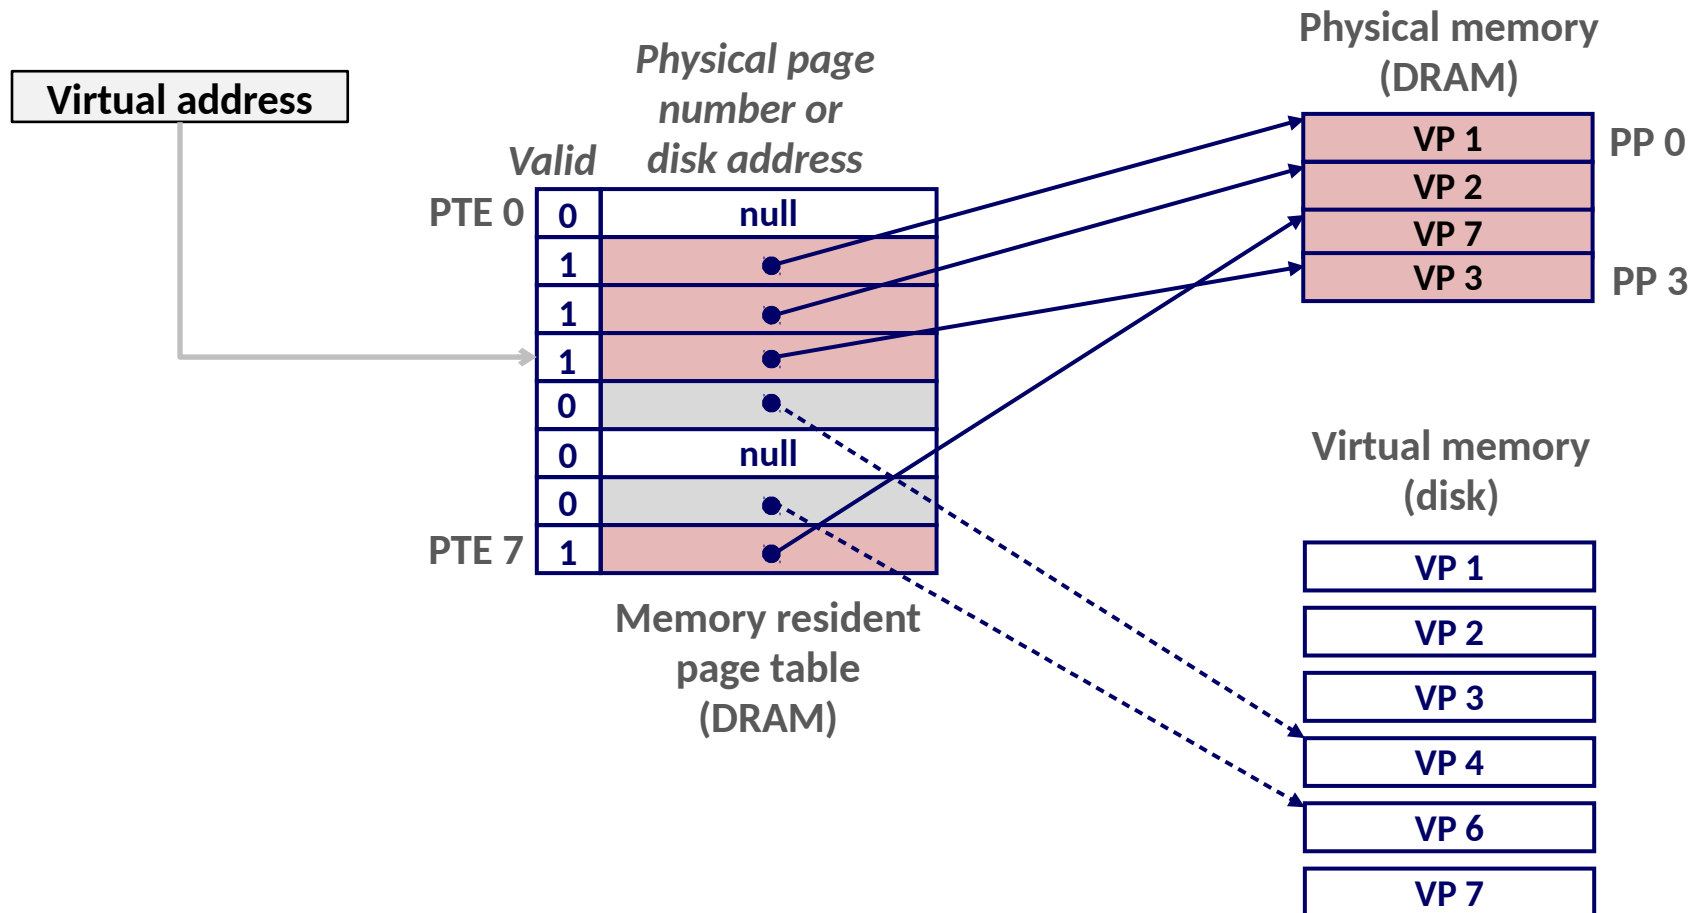 Virtual address
Physical page
number or
disk address
Valid
PTE 0
0 null
1
1
1
0
0 null
0
PTE 7 1
Memory resident
page table
(DRAM)
Physical memory
(DRAM)
VP 1 PP 0
VP 2
VP 7
VP 3 PP 3
Virtual memory
(disk)
VP 1
VP 2
VP 3
VP 4
VP 6
VP 7